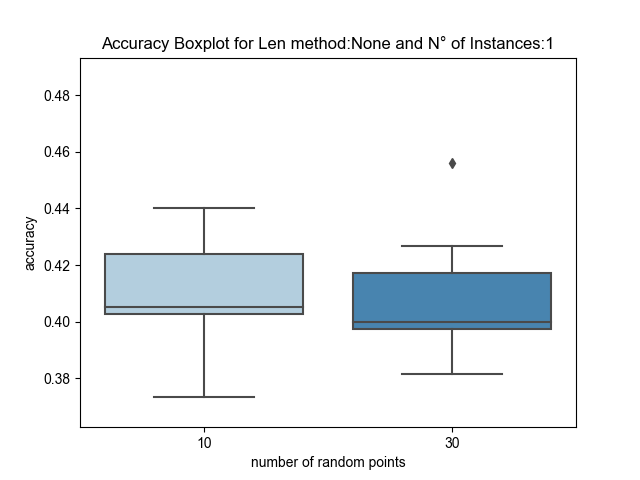 Accuracy Boxplot for Len method:None and N° of Instances:1
0.48
0.46
0.44
0.42
0.40
0.38
accuracy
10 30
number of random points